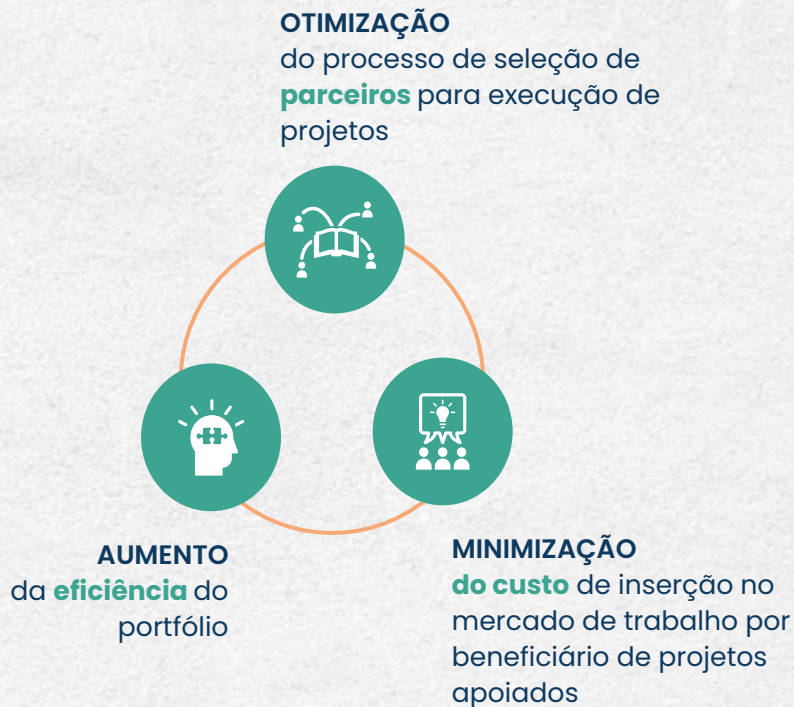 OTIMIZAÇÃO
do processo de seleção de
parceiros para execução de
projetos
AUMENTO
da eficiência do
portfólio
MINIMIZAÇÃO
do custo de inserção no
mercado de trabalho por
beneficiário de projetos
apoiados